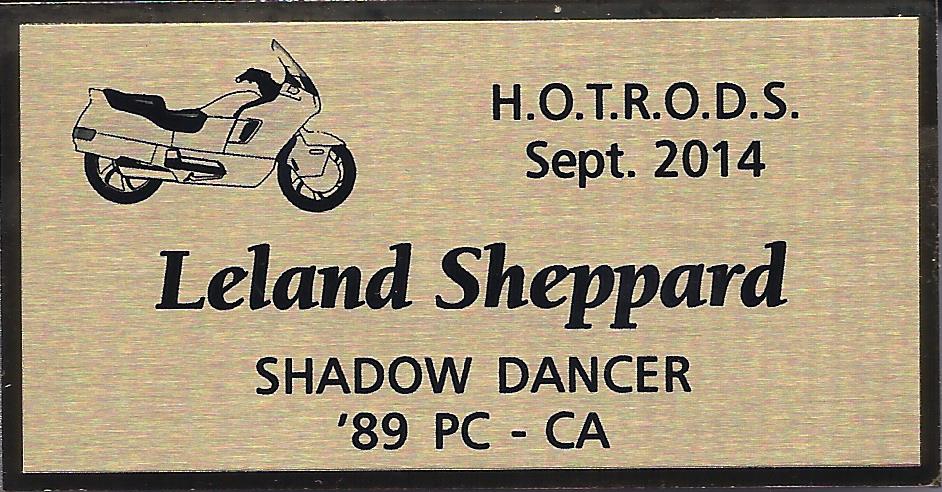 H.O.T.R.O.D.S.
Sept. 2014
Leland Sheppard
SHADOW DANCER
'89 PC - CA